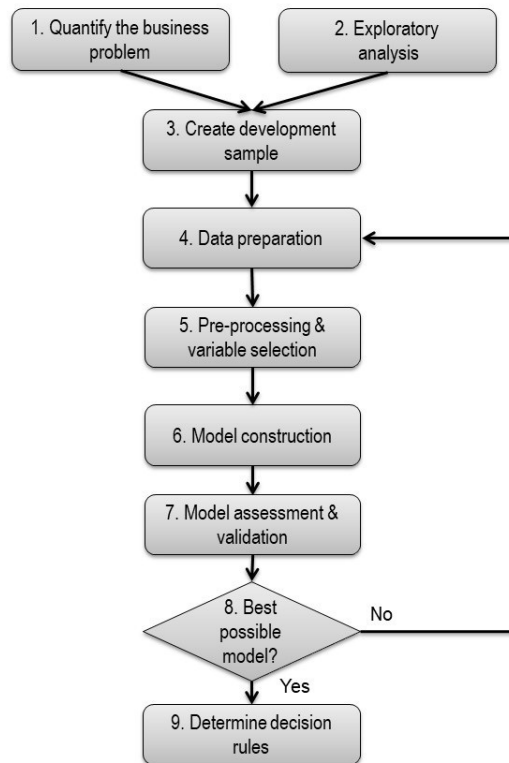 1. Quantify the business
problem
2. Exploratory
analysis
3. Create development
sample
4. Data preparation
5. Pre-processing &
variable selection
6. Model construction
7. Model assessment &
validation
8. Best
possible
model?
No
Yes
9. Determine decision
rules